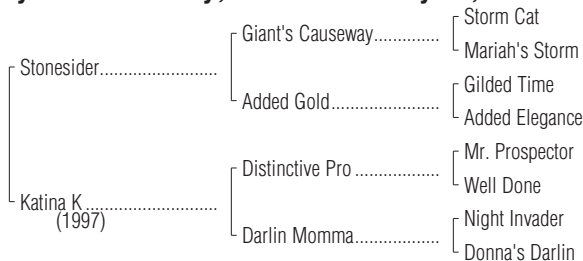 Storm Cat
Giant's Causeway
Mariah's Storm
Stonesider
Gilded Time
Added Gold
Added Elegance
Mr. Prospector
Distinctive Pro
Well Done
Katina K
(1997)
Night Invader
Darlin Momma
Donna's Darlin